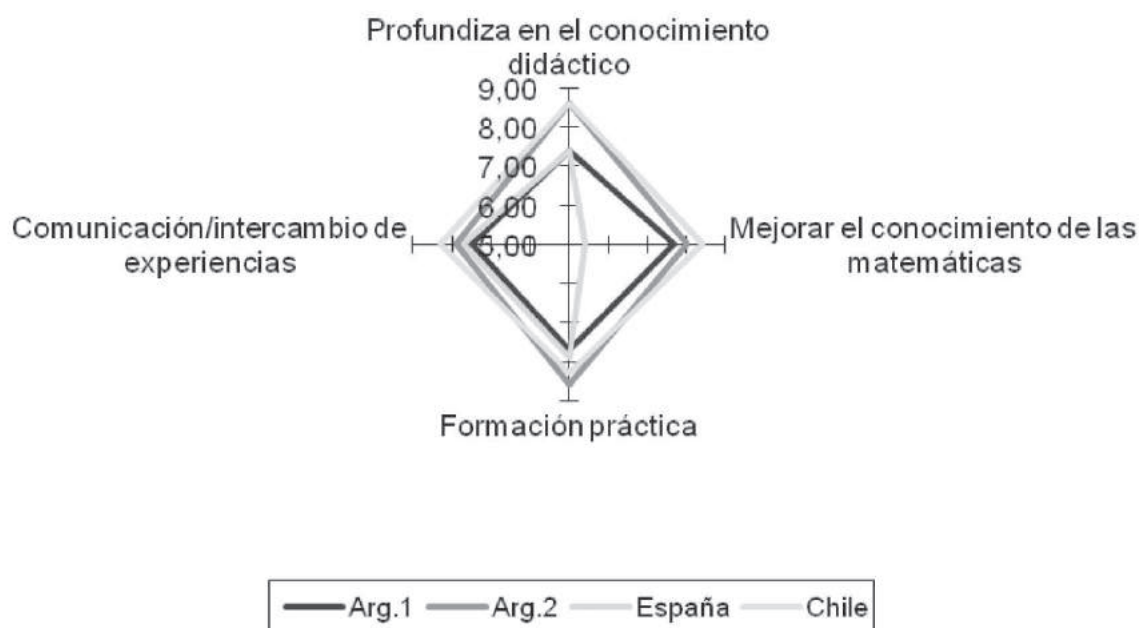 Profundiza en el conocimiento
didáctico
9,00
8,00
7,00
6,00
5,00
Comunicación/intercambio de
experiencias
Mejorar el conocimiento de las
matemáticas
Formación práctica
Arg.1 Arg.2 España Chile